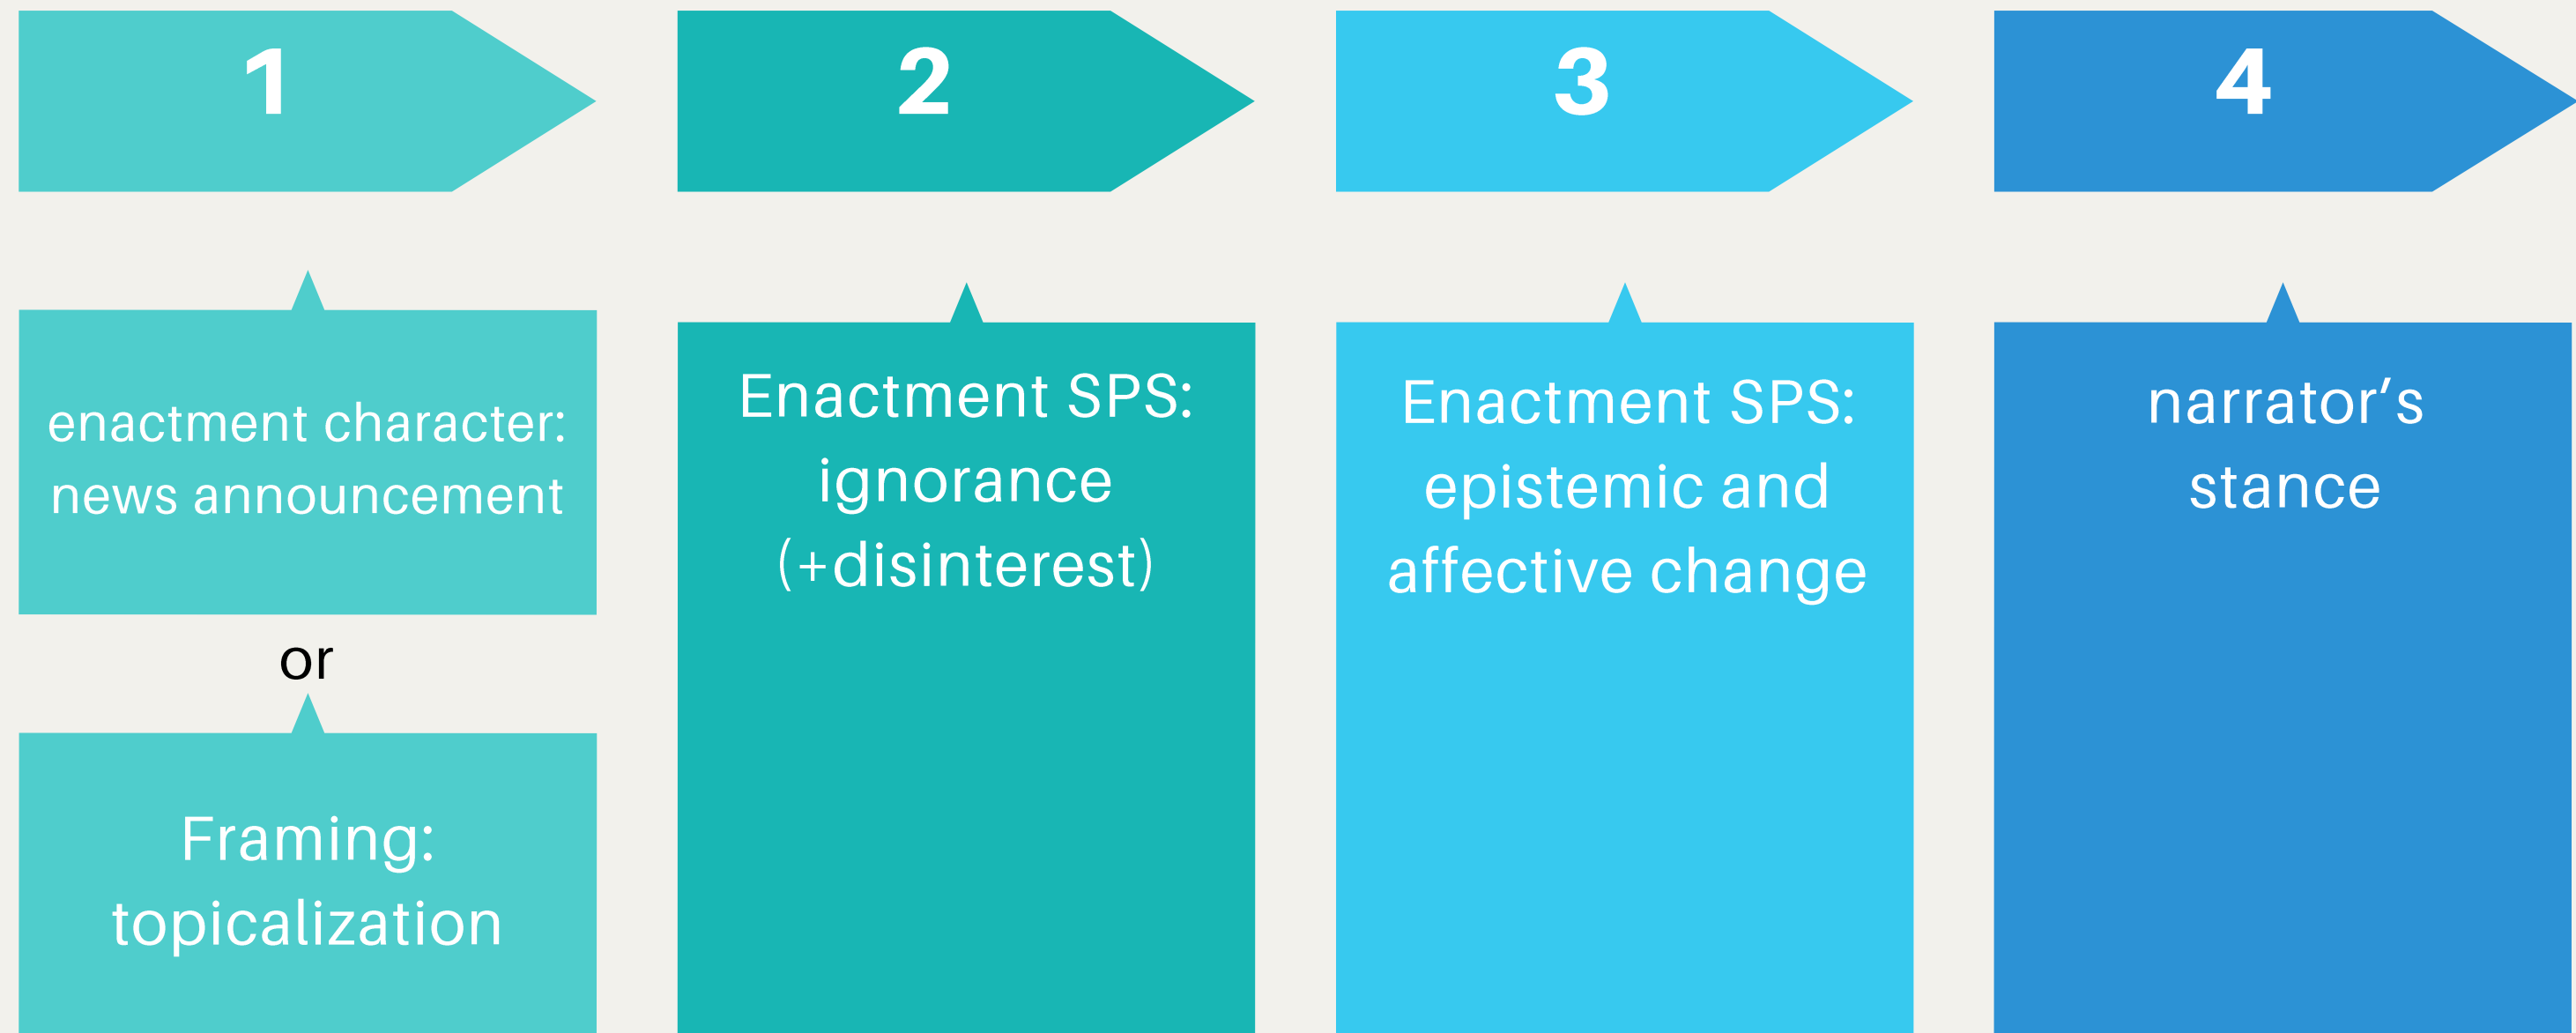 1
enactment character:
news announcement
or
Framing:
topicalization
2
Enactment SPS:
ignorance
(+disinterest)
3
Enactment SPS:
epistemic and
affective change
4
narrator’s
stance